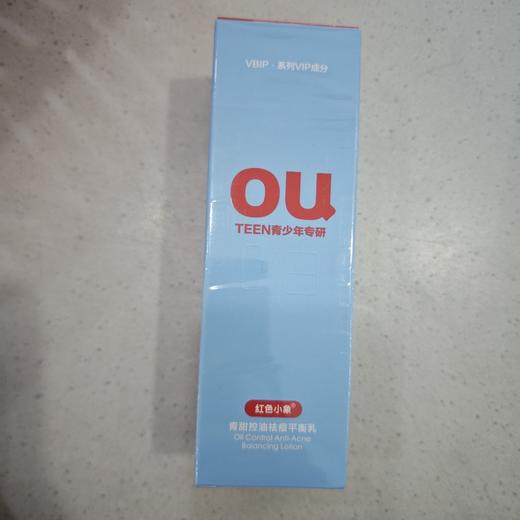 VBIP · 系列VIP成分
OU
TEEN青少年专研
紅色小象®
青甜控油祛痘平衡乳
Oil Control Anti-Acne
Balancing Lotion